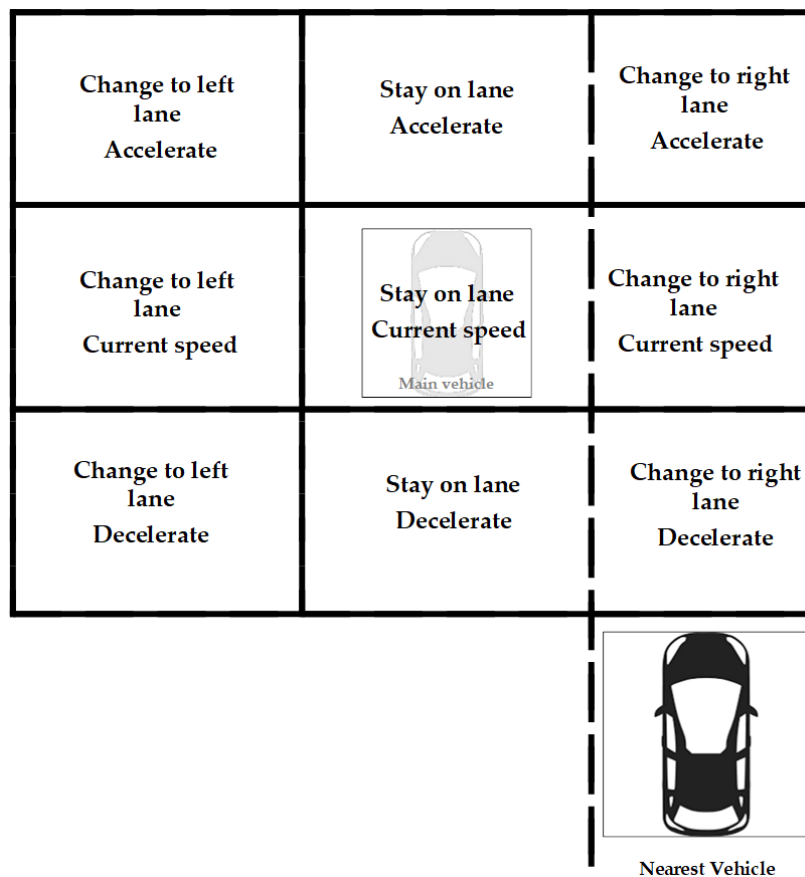 Change to left
lane
Accelerate
Stay on lane
Accelerate
Change to right
lane
Accelerate
Change to left
lane
Current speed
Stay on lane
Current speed
Main vehicle
Change to right
lane
Current speed
Change to left
lane
Decelerate
Stay on lane
Decelerate
Change to right
lane
Decelerate
Nearest Vehicle